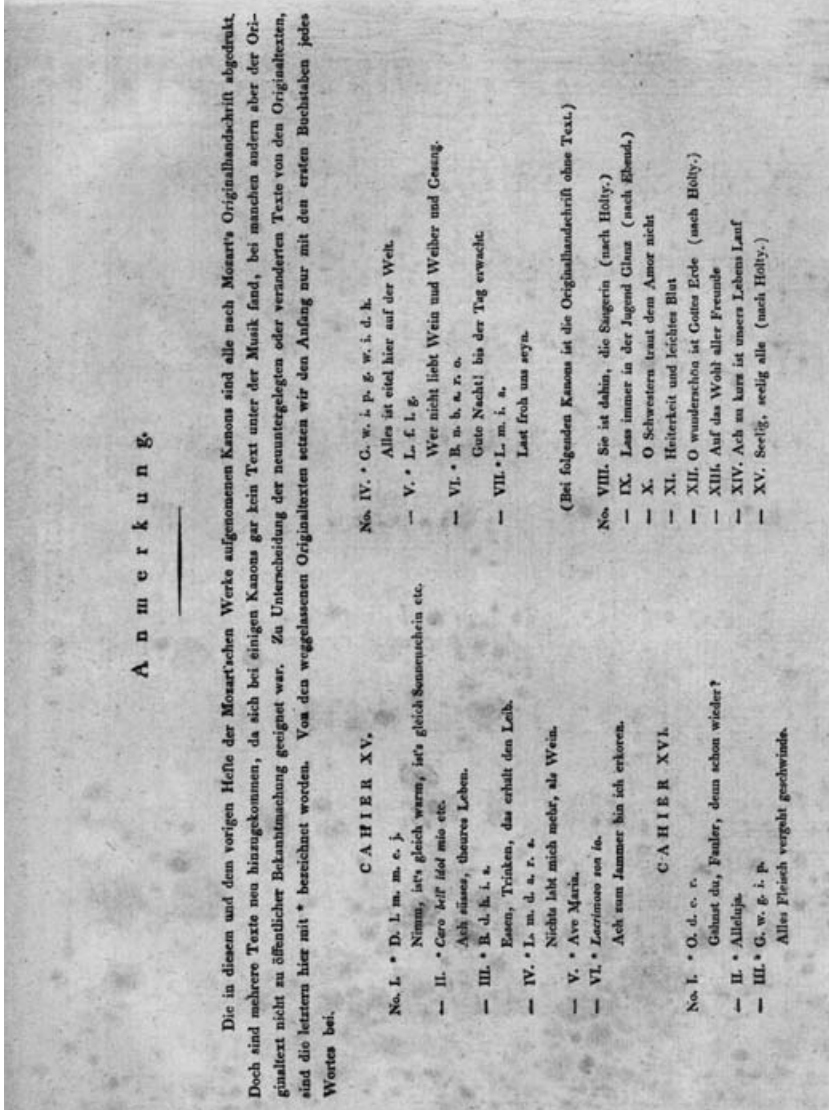 Anmerkung.
Die in diesem und dem vorigen Hefte der Mozart'schen Werke aufgenommenen Kanons sind alle nach Mozart's Originalhandschrift abgedrukt.
Doch sind mehrere Texte neu hinzugekommen, da sich bei einigen Kanons gar kein Text unter der Musik fand, bei manchen andern aber der Ori-
ginaltext nicht zu öffentlicher Bekanntmachung geeignet war. Zu Unterscheidung der neuuntergelegten oder veränderten Texte von den Originaltexten,
sind die letztern hier mit * bezeichnet worden. Von den weggelassenen Originaltexten setzen wir den Anfang nur mit den ersten Buchstaben jedes
Wortes bei.
CAHIER XV.
No. I. * D. l. m. m. e. j.
Nimm, ist's gleich warm, ist's gleich Sonnenschein etc.
— II. * Caro bell' idol mio etc.
Ach süsses, theures Leben.
— III. * B. d. h. i. a.
Essen, Trinken, das erhält den Leib.
— IV. * L. m. d. a. r. s.
Nichts labt mich mehr, als Wein.
— V. * Ave Maria.
— VI. * Lacrimoso son io.
Ach zum Jammer bin ich erkoren.
CAHIER XVI.
No. I. * O. d. e. r.
Gähnst du, Fauler, denn schon wieder?
— II. * Alleluja.
— III. * G. w. g. i. p.
Alles Fleisch vergeht geschwinde.
No. IV. * G. w. i. p. g. w. i. d. h.
Alles ist eitel hier auf der Welt.
— V. * L. f. l. g.
Wer nicht liebt Wein und Weiber und Gesang.
— VI. * B. n. b. a. r. o.
Gute Nacht! bis der Tag erwacht.
— VII. * L. m. i. a.
Last froh uns seyn.
(Bei folgenden Kanons ist die Originalhandschrift ohne Text.)
No. VIII. Sie ist dahin, die Sängerin (nach Hölty.)
— IX. Lass immer in der Jugend Glanz (nach Ebend.)
— X. O Schwestern traut dem Amor nicht
— XI. Heiterkeit und leichtes Blut
— XII. O wunderschön ist Gottes Erde (nach Hölty.)
— XIII. Auf das Wohl aller Freunde
— XIV. Ach zu kurz ist unsers Lebens Lauf
— XV. Seelig, seelig alle (nach Holty.)